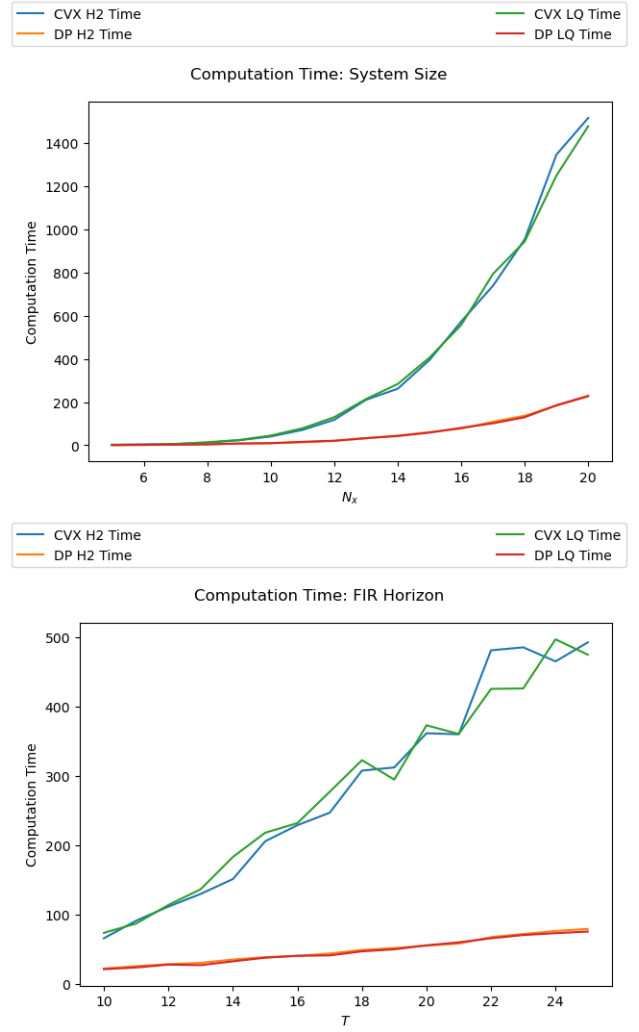 CVX H2 Time
DP H2 Time
CVX LQ Time
DP LQ Time
Computation Time: System Size
1400
1200
1000
800
600
400
200
0
Computation Time
6 8 10 12 14 16 18 20
Nₓ
CVX H2 Time
DP H2 Time
CVX LQ Time
DP LQ Time
Computation Time: FIR Horizon
500
400
300
200
100
0
Computation Time
10 12 14 16 18 20 22 24
T